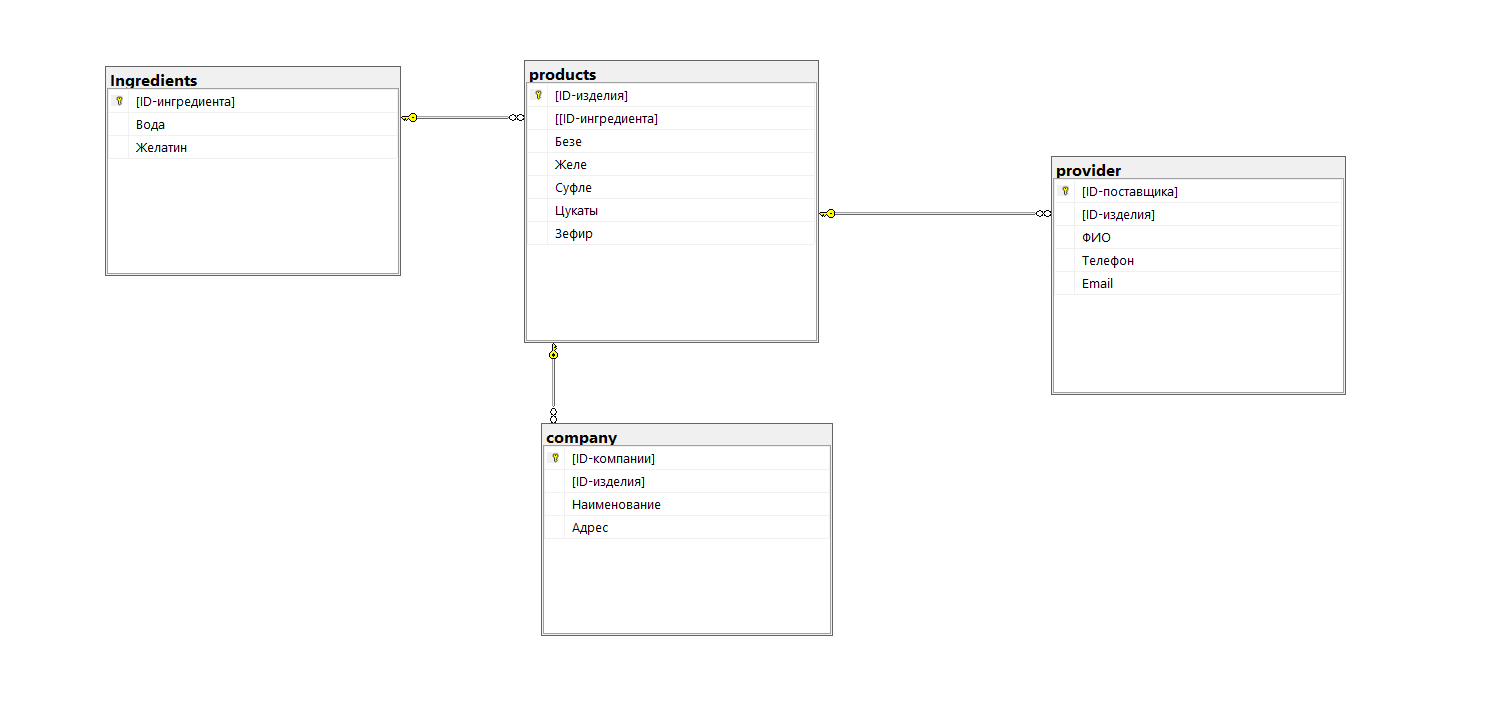 Ingredients
[ID-ингредиента]
Вода
Желатин
products
[ID-изделия]
[[ID-ингредиента]
Безе
Желе
Суфле
Цукаты
Зефир
provider
[ID-поставщика]
[ID-изделия]
ФИО
Телефон
Email
company
[ID-компании]
[ID-изделия]
Наименование
Адрес